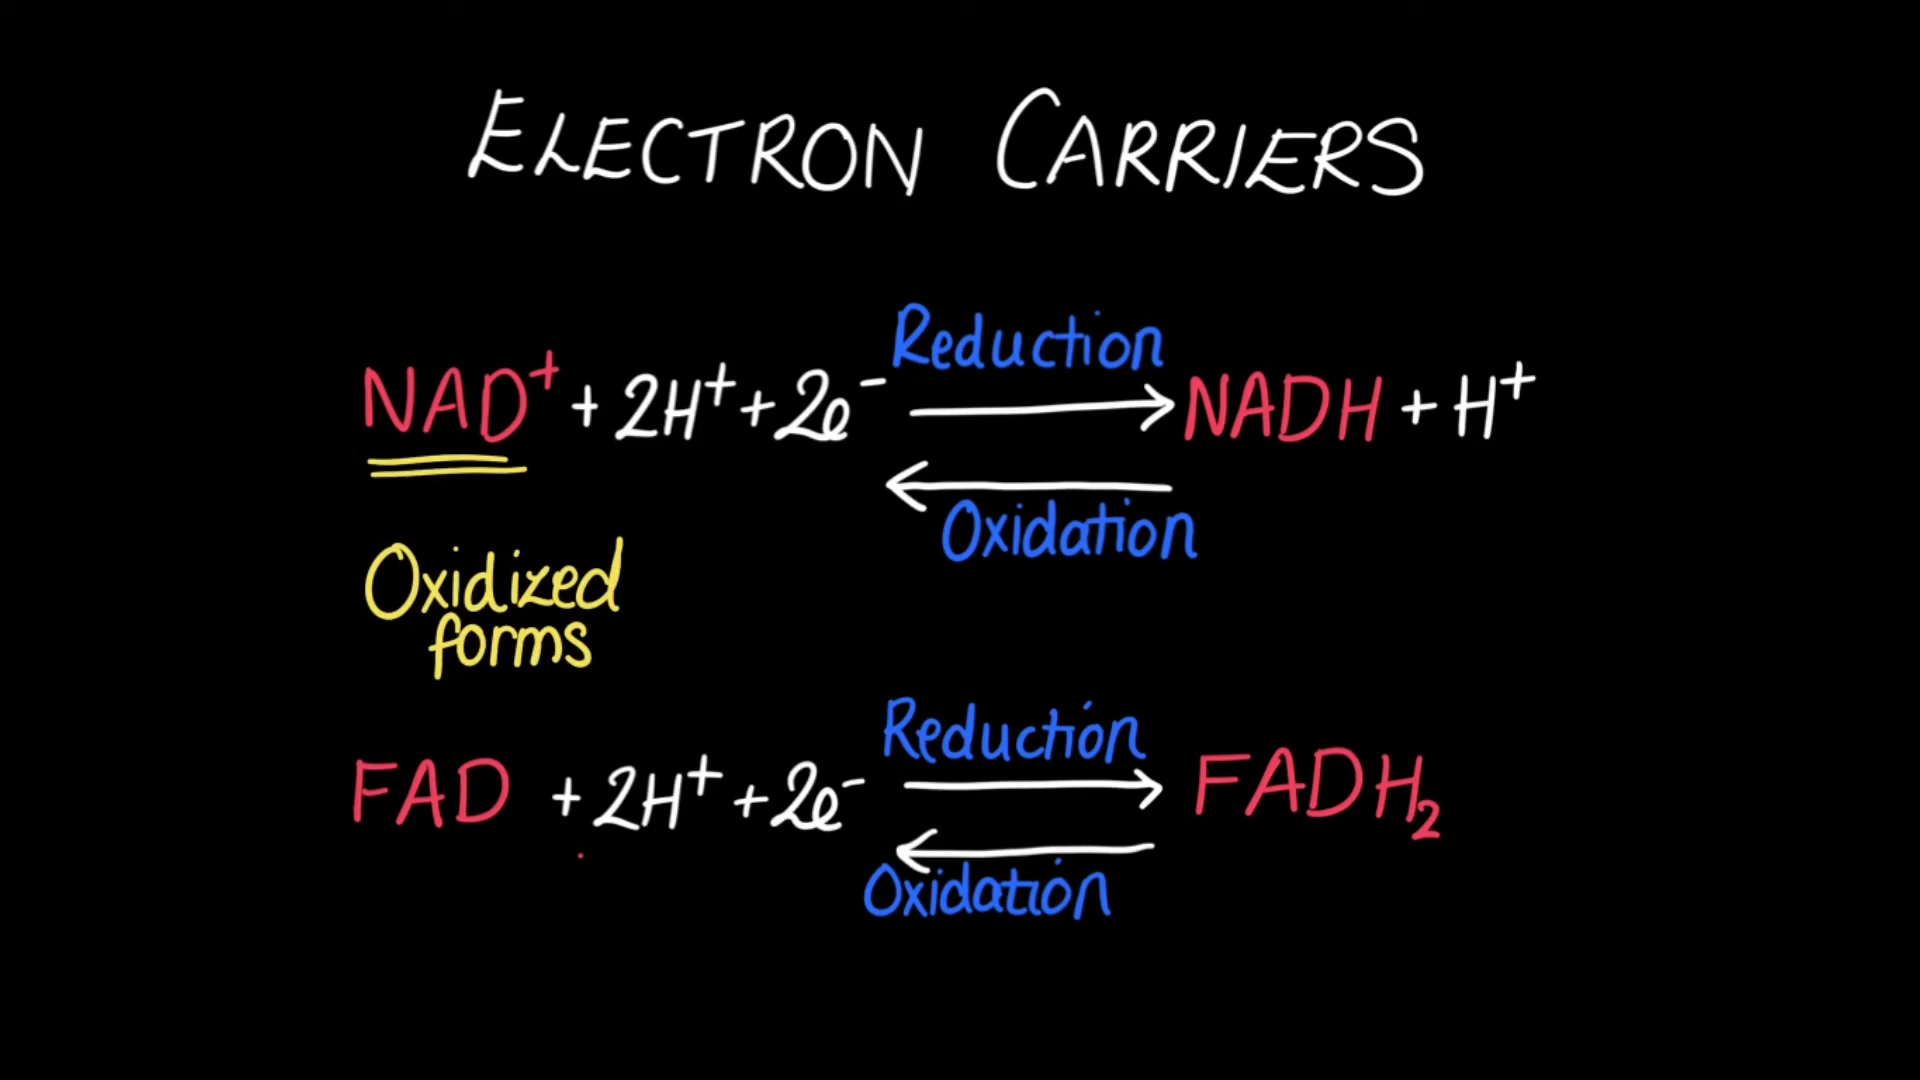 ELECTRON CARRIERS
Reduction
NAD⁺ + 2H⁺ + 2e⁻ → NADH + H⁺
←
Oxidation
Oxidized
forms
Reduction
FAD + 2H⁺ + 2e⁻ → FADH₂
←
Oxidation